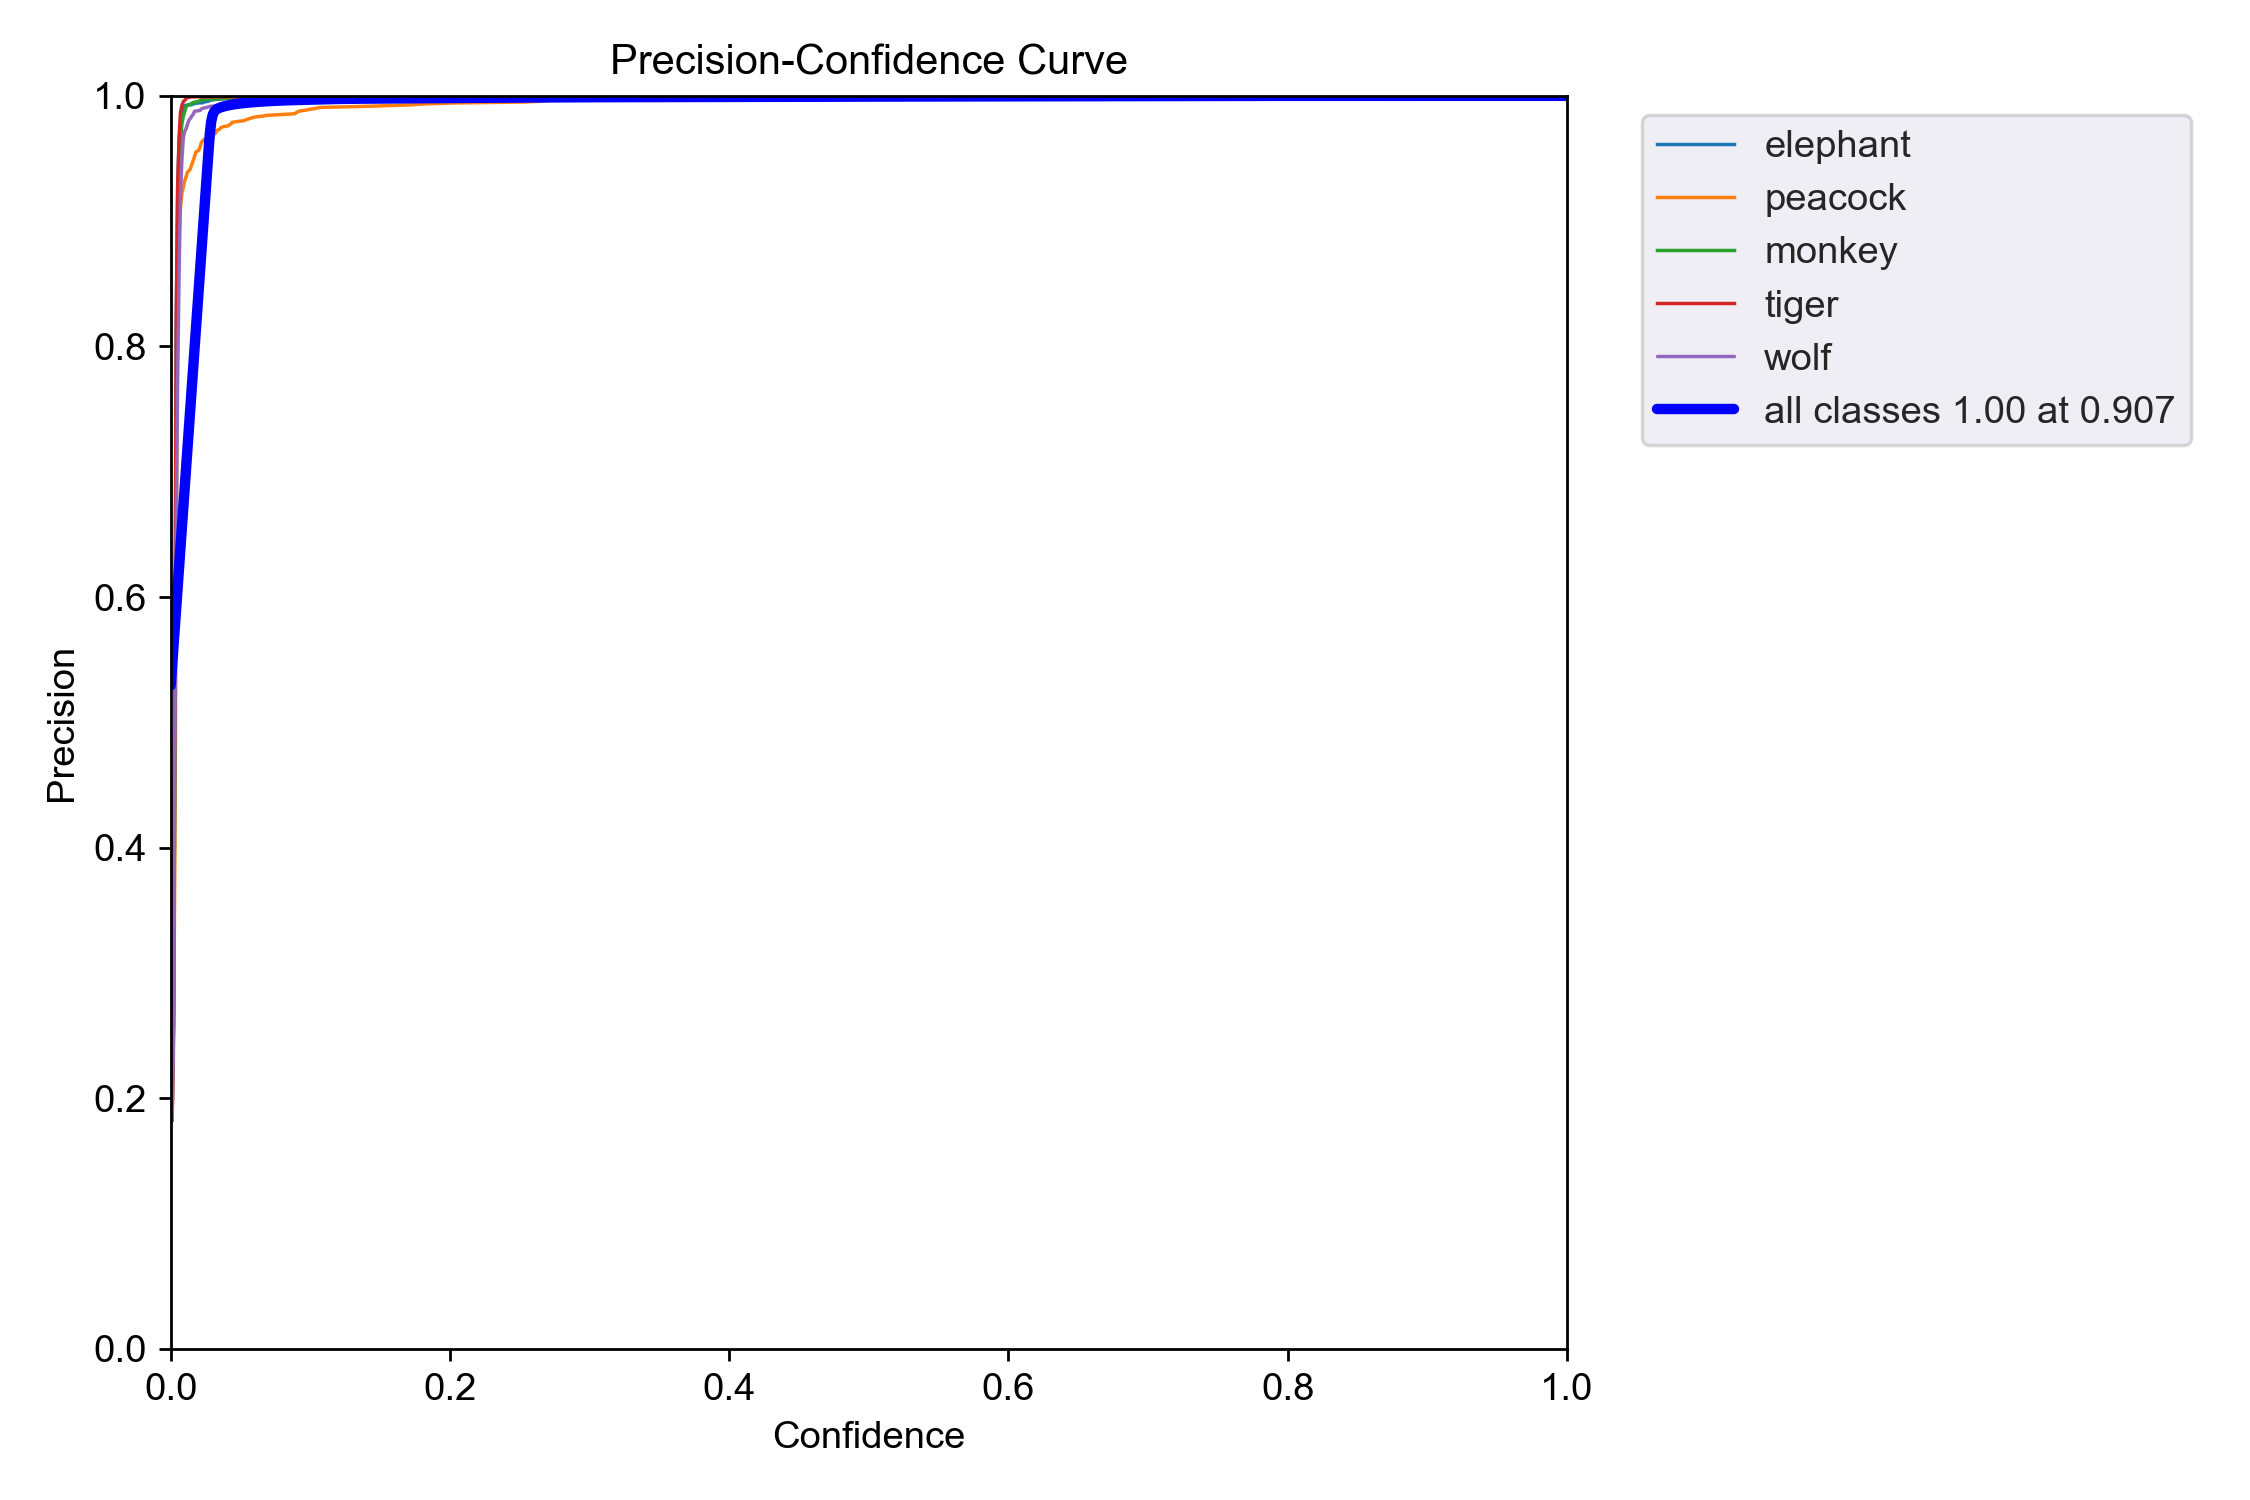 Precision-Confidence Curve
1.0
0.8
0.6
0.4
0.2
0.0
Precision
0.0 0.2 0.4 0.6 0.8 1.0
Confidence
elephant
peacock
monkey
tiger
wolf
all classes 1.00 at 0.907